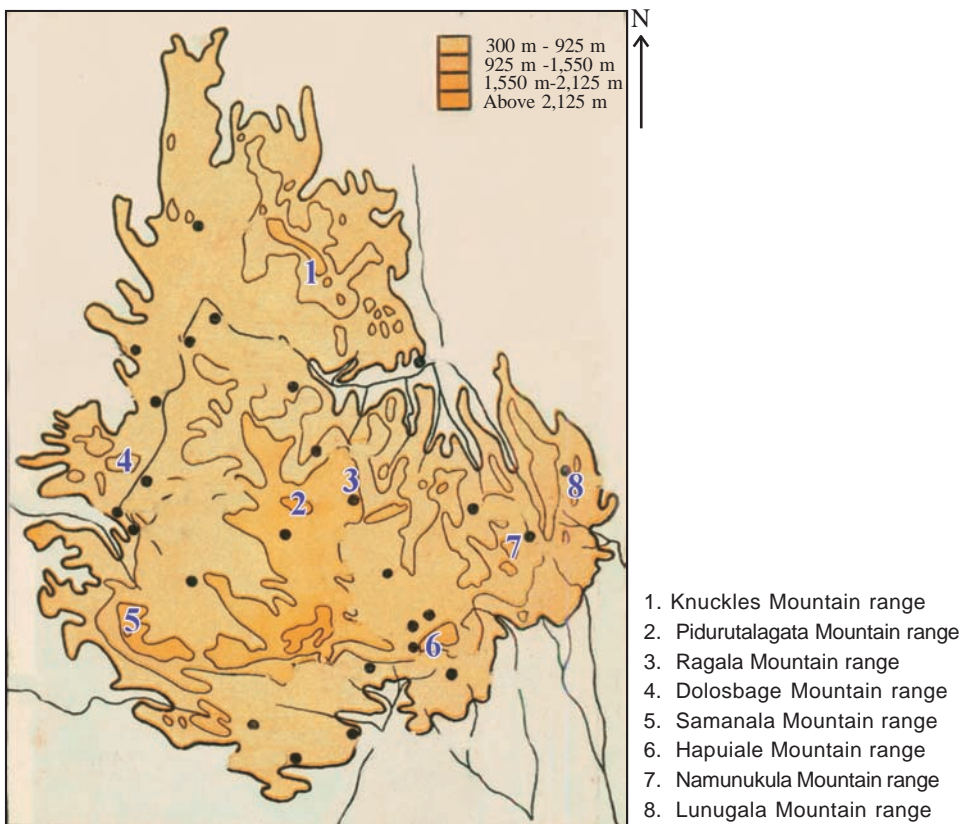 N
300 m - 925 m
925 m -1,550 m
1,550 m-2,125 m
Above 2,125 m
1
4
3
2
8
7
5
6
1. Knuckles Mountain range
2. Pidurutalagata Mountain range
3. Ragala Mountain range
4. Dolosbage Mountain range
5. Samanala Mountain range
6. Hapuiale Mountain range
7. Namunukula Mountain range
8. Lunugala Mountain range